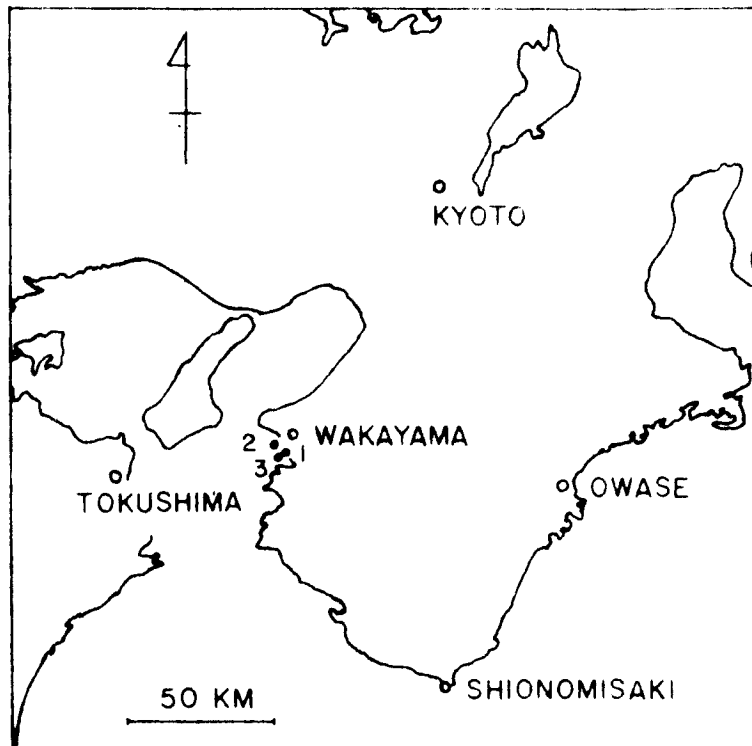 KYOTO
WAKAYAMA
2
1
3
TOKUSHIMA
OWASE
SHIONOMISAKI
50 KM